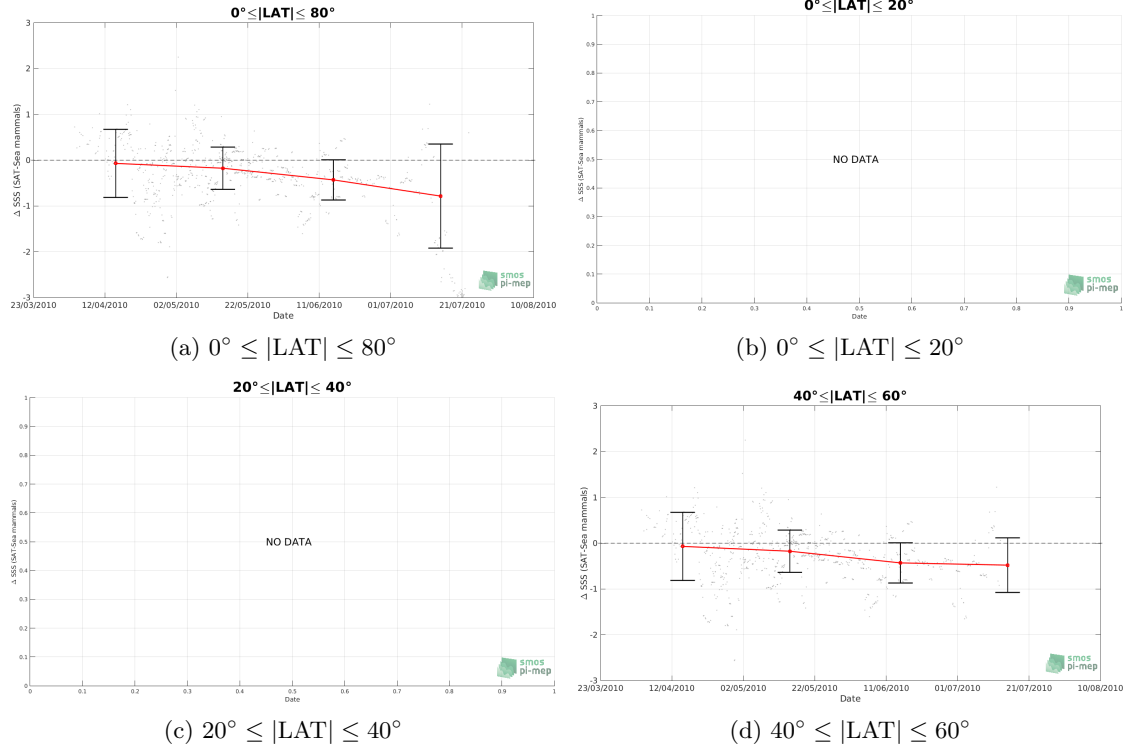 0°≤|LAT|≤ 80°
3
2
1
0
-1
-2
-3
Δ SSS (SAT-Sea mammals)
23/03/2010 12/04/2010 02/05/2010 22/05/2010 11/06/2010 01/07/2010 21/07/2010 10/08/2010
Date
smos
pi-mep
(a) 0° ≤ |LAT| ≤ 80°
0°≤|LAT|≤ 20°
1
0.9
0.8
0.7
0.6
0.5
0.4
0.3
0.2
0.1
0
Δ SSS (SAT-Sea mammals)
NO DATA
0 0.1 0.2 0.3 0.4 0.5 0.6 0.7 0.8 0.9 1
Date
smos
pi-mep
(b) 0° ≤ |LAT| ≤ 20°
20°≤|LAT|≤ 40°
1
0.9
0.8
0.7
0.6
0.5
0.4
0.3
0.2
0.1
0
Δ SSS (SAT-Sea mammals)
NO DATA
0 0.1 0.2 0.3 0.4 0.5 0.6 0.7 0.8 0.9 1
Date
smos
pi-mep
(c) 20° ≤ |LAT| ≤ 40°
40°≤|LAT|≤ 60°
3
2
1
0
-1
-2
-3
Δ SSS (SAT-Sea mammals)
23/03/2010 12/04/2010 02/05/2010 22/05/2010 11/06/2010 01/07/2010 21/07/2010 10/08/2010
Date
smos
pi-mep
(d) 40° ≤ |LAT| ≤ 60°